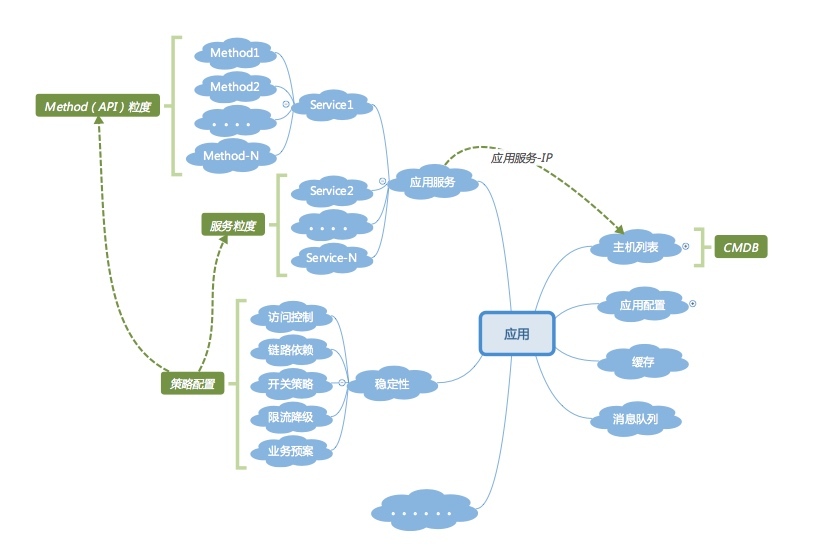 Method1
Method2
. . . .
Method-N
Method（API）粒度
Service1
Service2
. . . .
Service-N
服务粒度
应用服务
应用服务-IP
主机列表
CMDB
应用配置
应用
缓存
消息队列
访问控制
链路依赖
开关策略
限流降级
业务预案
策略配置
稳定性
. . . . . .